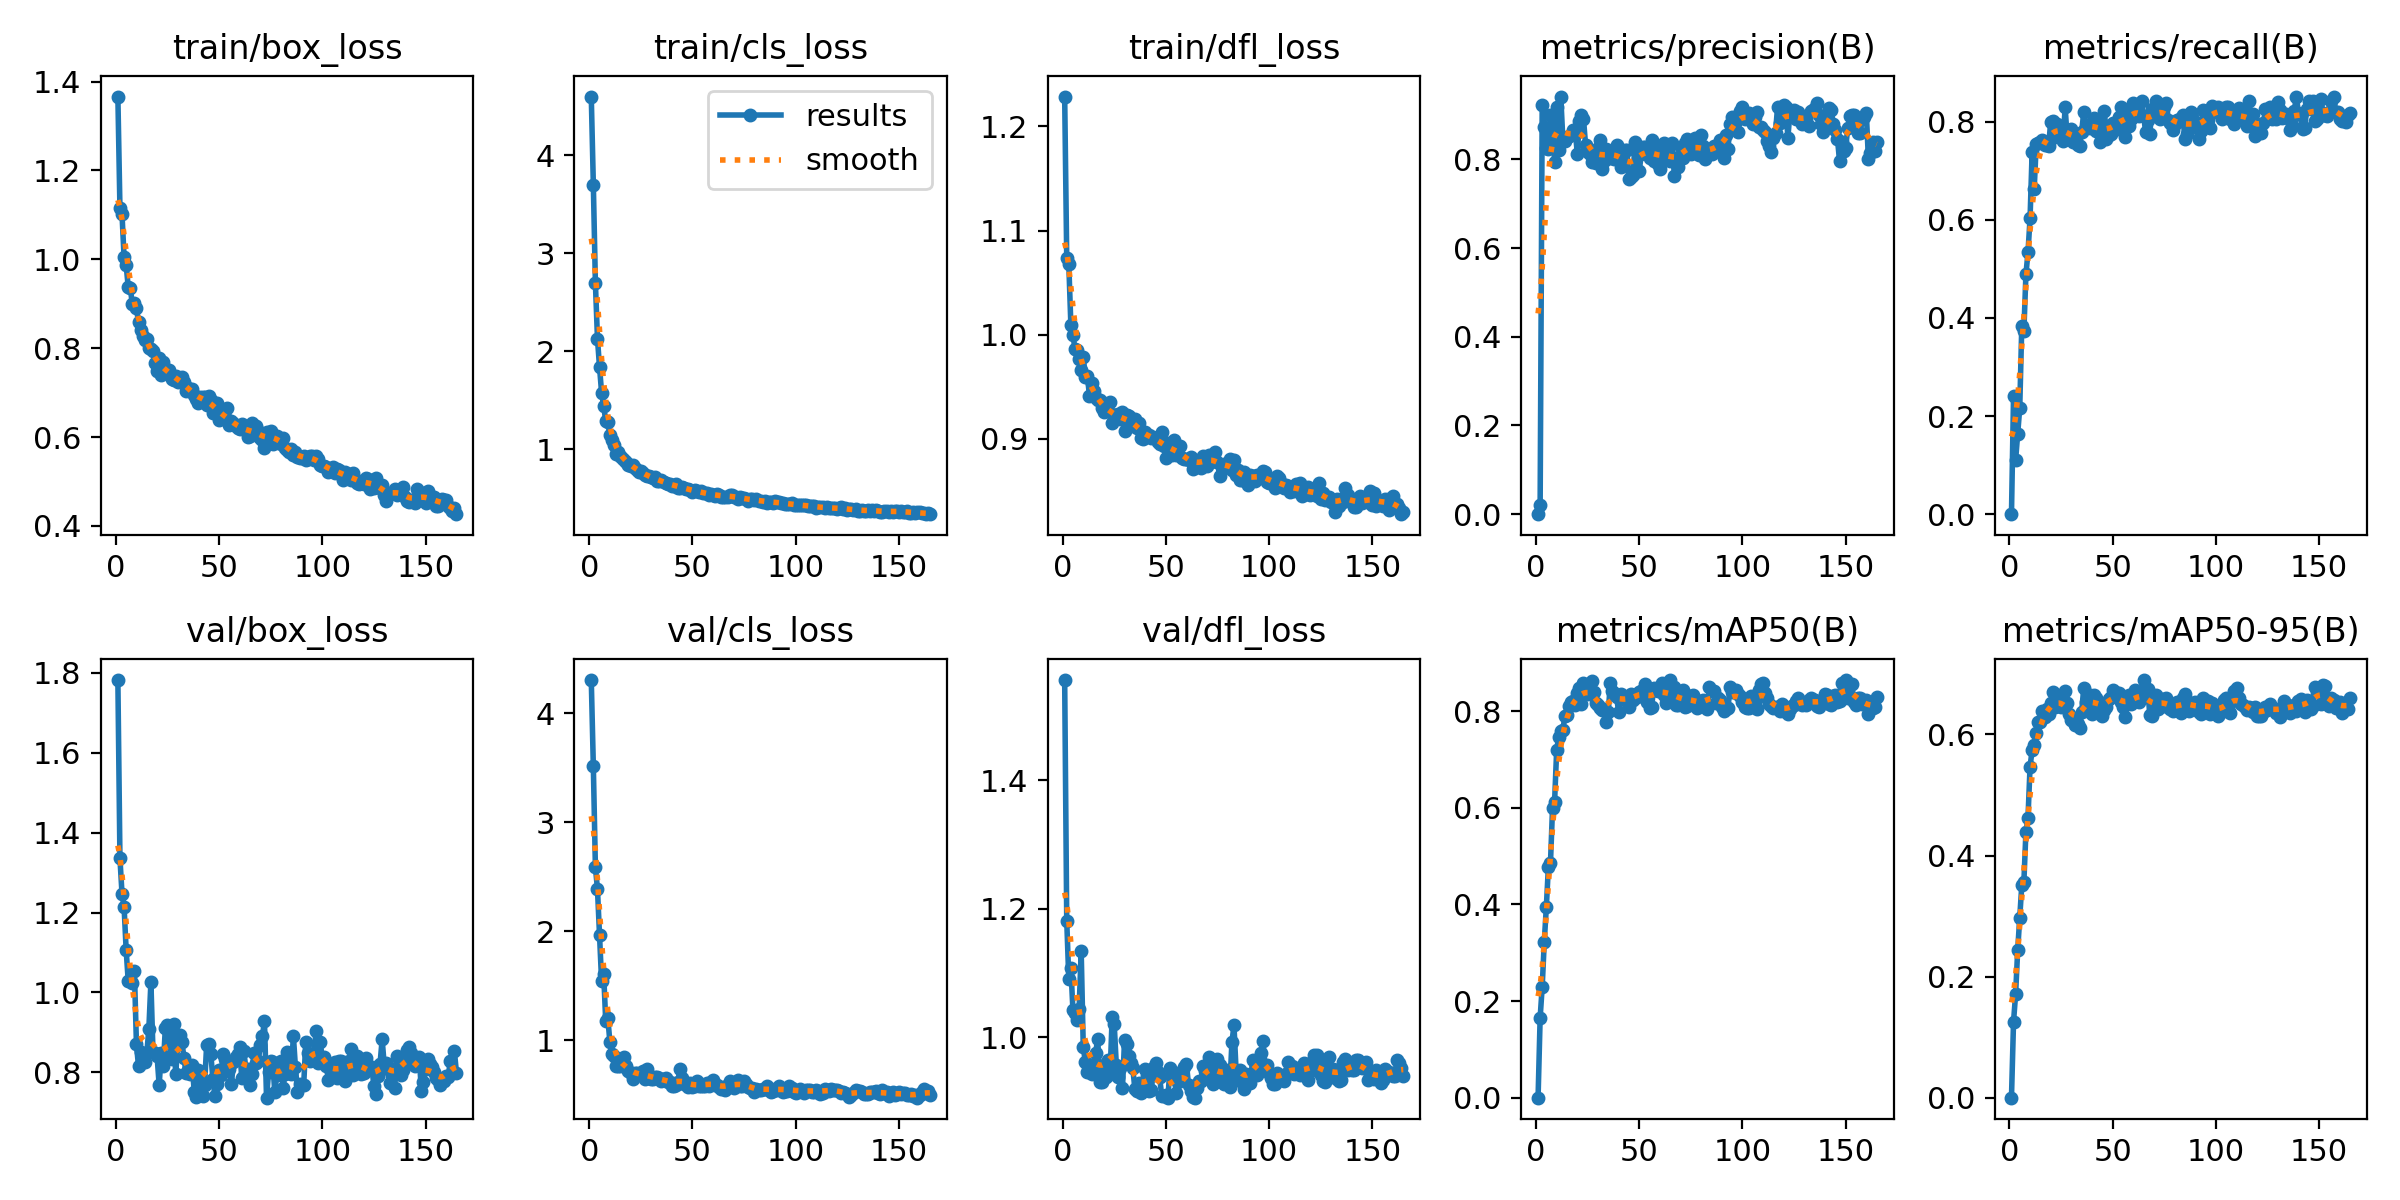 train/box_loss
1.4
1.2
1.0
0.8
0.6
0.4
0 50 100 150
train/cls_loss
results
smooth
4
3
2
1
0 50 100 150
train/dfl_loss
1.2
1.1
1.0
0.9
0 50 100 150
metrics/precision(B)
0.8
0.6
0.4
0.2
0.0
0 50 100 150
metrics/recall(B)
0.8
0.6
0.4
0.2
0.0
0 50 100 150
val/box_loss
1.8
1.6
1.4
1.2
1.0
0.8
0 50 100 150
val/cls_loss
4
3
2
1
0 50 100 150
val/dfl_loss
1.4
1.2
1.0
0 50 100 150
metrics/mAP50(B)
0.8
0.6
0.4
0.2
0.0
0 50 100 150
metrics/mAP50-95(B)
0.6
0.4
0.2
0.0
0 50 100 150